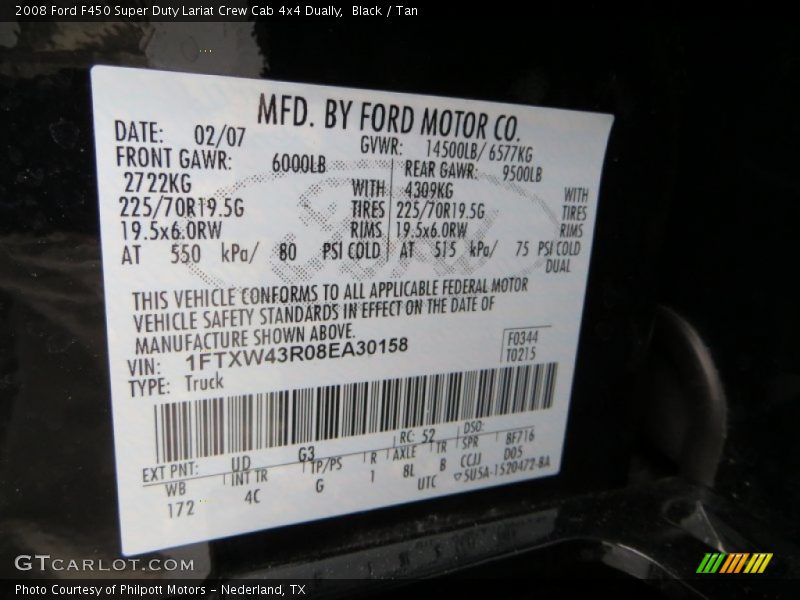 2008 Ford F450 Super Duty Lariat Crew Cab 4x4 Dually, Black / Tan
MFD. BY FORD MOTOR CO.
DATE: 02/07 GVWR: 14500LB/ 6577KG
FRONT GAWR: 6000LB REAR GAWR: 9500LB
2722KG WITH 4309KG WITH
225/70R19.5G TIRES 225/70R19.5G TIRES
19.5x6.0RW RIMS 19.5x6.0RW RIMS
AT 550 kPa/ 80 PSI COLD AT 515 kPa/ 75 PSI COLD
DUAL
THIS VEHICLE CONFORMS TO ALL APPLICABLE FEDERAL MOTOR
VEHICLE SAFETY STANDARDS IN EFFECT ON THE DATE OF
MANUFACTURE SHOWN ABOVE.
VIN: 1FTXW43R08EA30158 F0344
TYPE: Truck T0215
EXT PNT: UD G3 RC: 52 DSO:
WB INT TR TP/PS R AXLE TR SPR 8F716
172 4C G 1 8L B CCJJ D05
UTC ▽5U5A-1520472-BA
GTCARLOT.COM
Photo Courtesy of Philpott Motors - Nederland, TX